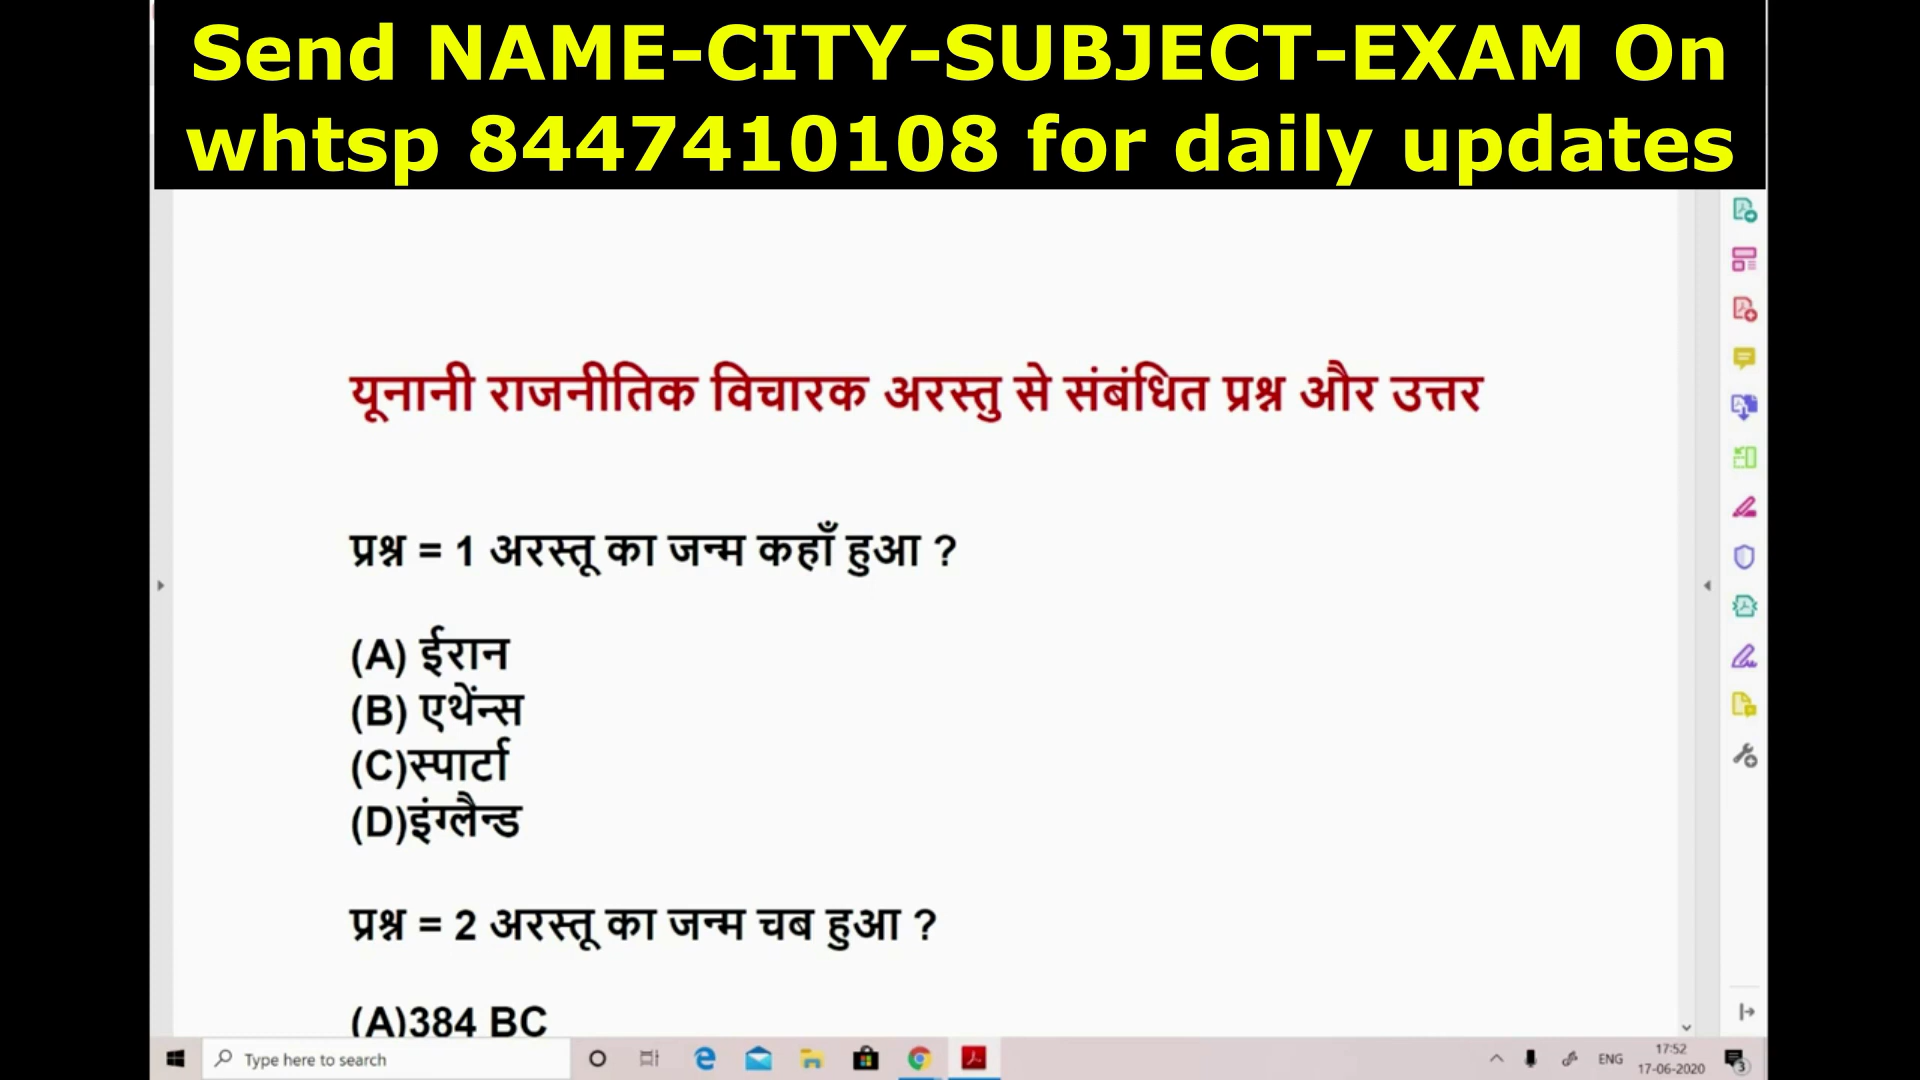 Send NAME-CITY-SUBJECT-EXAM On
whtsp 8447410108 for daily updates
यूनानी राजनीतिक विचारक अरस्तु से संबंधित प्रश्न और उत्तर
प्रश्न = 1 अरस्तू का जन्म कहाँ हुआ ?
(A) ईरान
(B) एथेंन्स
(C)स्पार्टा
(D)इंग्लैन्ड
प्रश्न = 2 अरस्तू का जन्म चब हुआ ?
(A)384 BC
Type here to search
ENG
17:52
17-06-2020
3